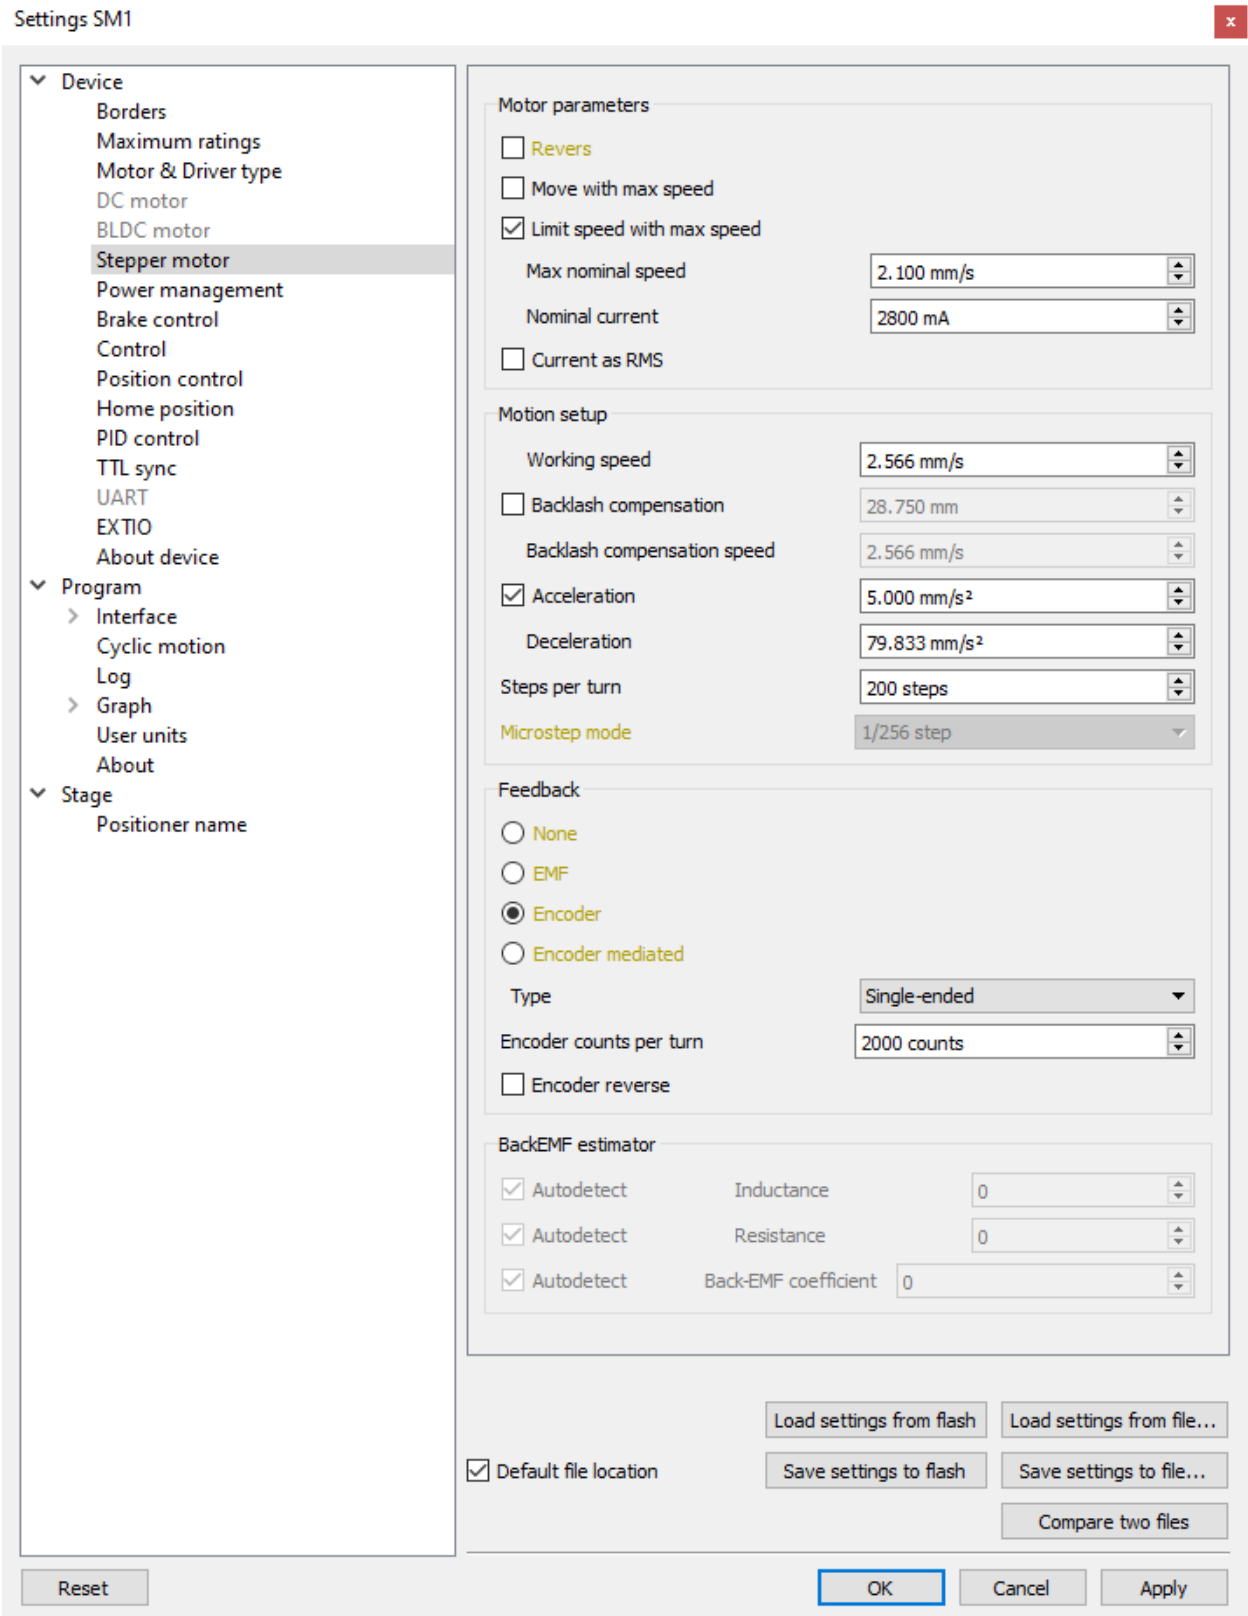 Settings SM1
x
Device
Borders
Maximum ratings
Motor & Driver type
DC motor
BLDC motor
Stepper motor
Power management
Brake control
Control
Position control
Home position
PID control
TTL sync
UART
EXTIO
About device
Program
Interface
Cyclic motion
Log
Graph
User units
About
Stage
Positioner name
Motor parameters
Revers
Move with max speed
Limit speed with max speed
Max nominal speed 2.100 mm/s
Nominal current 2800 mA
Current as RMS
Motion setup
Working speed 2.566 mm/s
Backlash compensation 28.750 mm
Backlash compensation speed 2.566 mm/s
Acceleration 5.000 mm/s²
Deceleration 79.833 mm/s²
Steps per turn 200 steps
Microstep mode 1/256 step
Feedback
None
EMF
Encoder
Encoder mediated
Type Single-ended
Encoder counts per turn 2000 counts
Encoder reverse
BackEMF estimator
Autodetect Inductance 0
Autodetect Resistance 0
Autodetect Back-EMF coefficient 0
Load settings from flash Load settings from file...
Default file location Save settings to flash Save settings to file...
Compare two files
Reset OK Cancel Apply